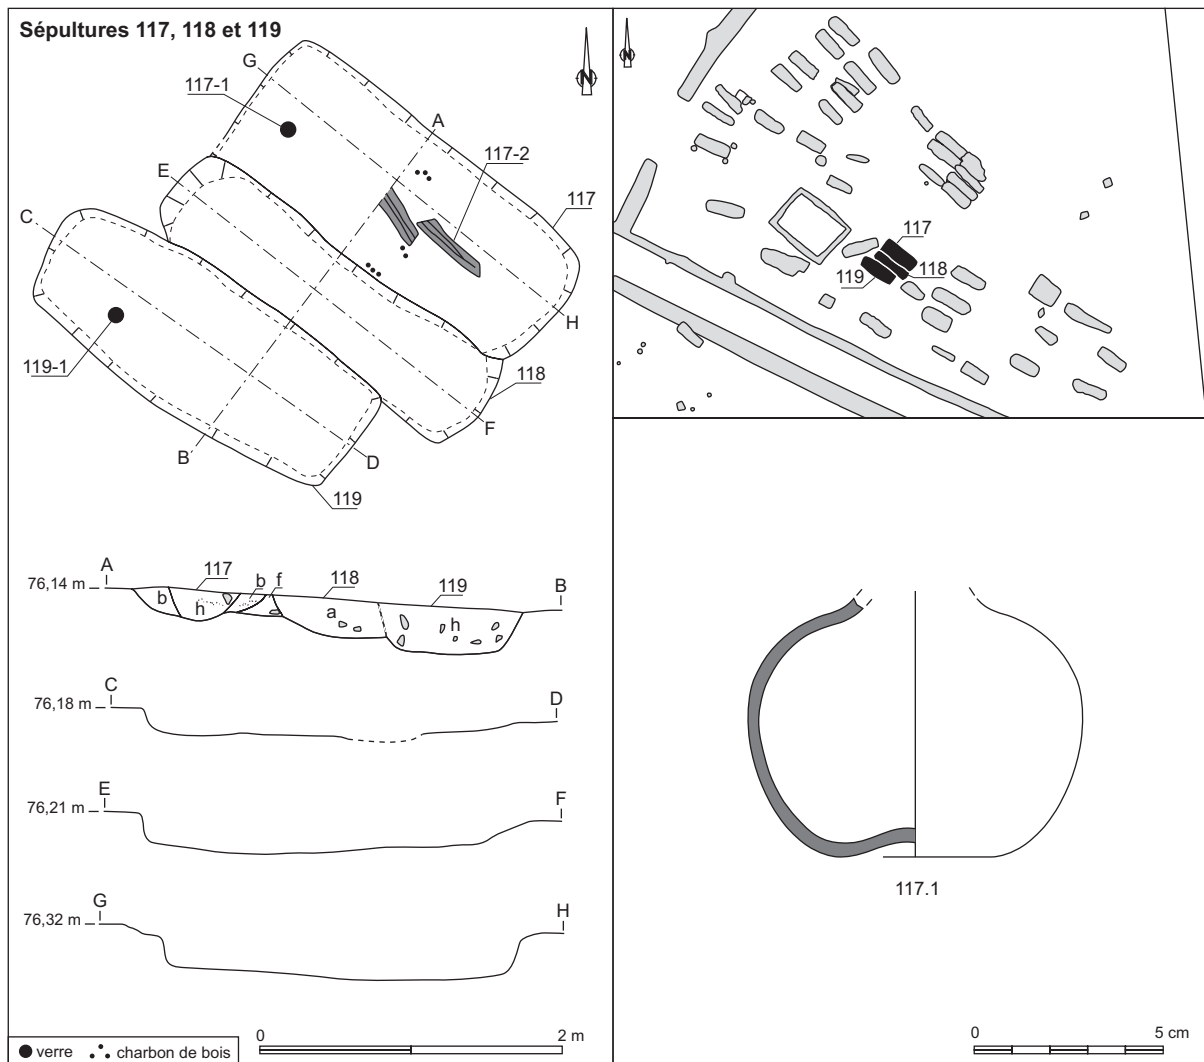 Sépultures 117, 118 et 119
N
G
117-1
A
117-2
E
117
C
H
119-1
118
F
B
D
119
A
117
b
f
118
119
B
76,14 m
b
h
a
h
C
D
76,18 m
E
F
76,21 m
G
H
76,32 m
0
2 m
verre
charbon de bois
N
117
119
118
117.1
0
5 cm